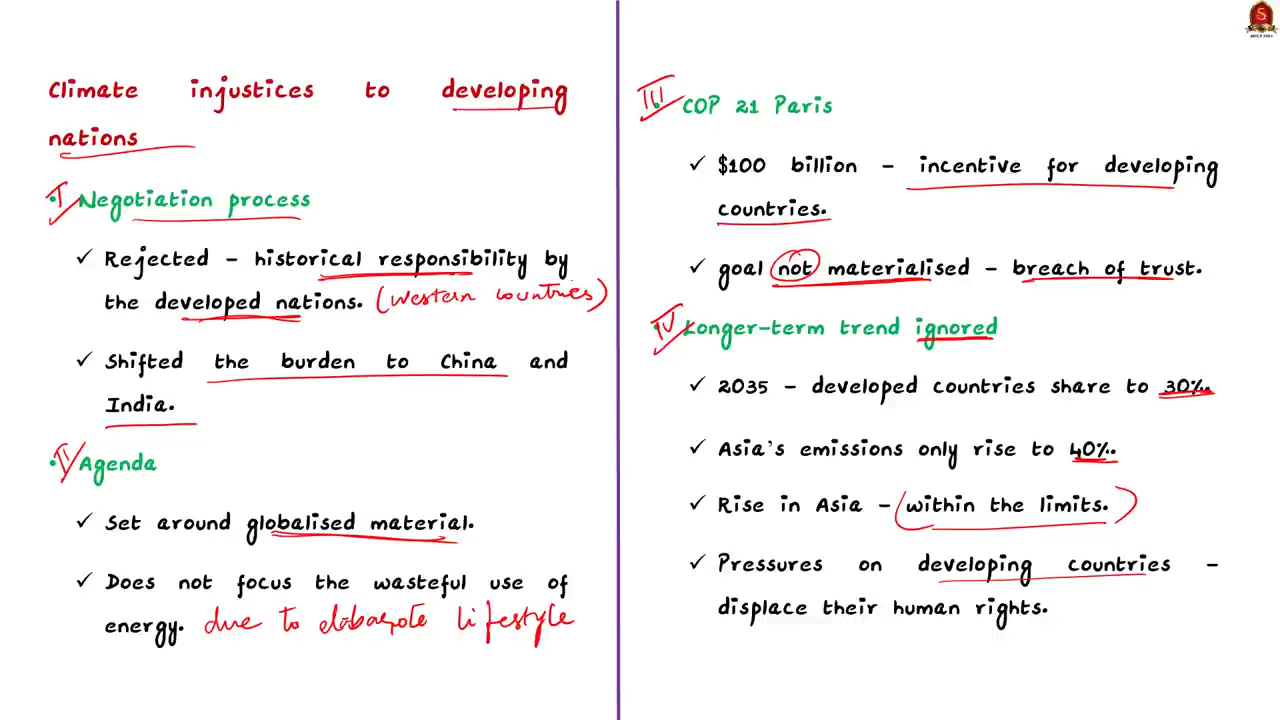 Climate injustices to developing
nations
I Negotiation process
✓ Rejected – historical responsibility by
the developed nations. (Western countries)
✓ Shifted the burden to China and
India.
II Agenda
✓ Set around globalised material.
✓ Does not focus the wasteful use of
energy. due to elaborate lifestyle
S
SINCE 2004
III COP 21 Paris
✓ $100 billion – incentive for developing
countries.
✓ goal not materialised – breach of trust.
IV Longer-term trend ignored
✓ 2035 – developed countries share to 30%.
✓ Asia's emissions only rise to 40%.
✓ Rise in Asia – (within the limits.)
✓ Pressures on developing countries –
displace their human rights.